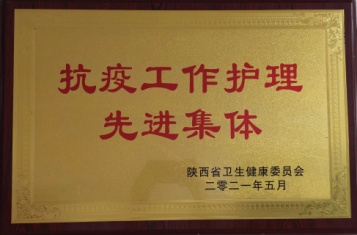 抗疫工作护理
先进集体
陕西省卫生健康委员会
二零二一年五月